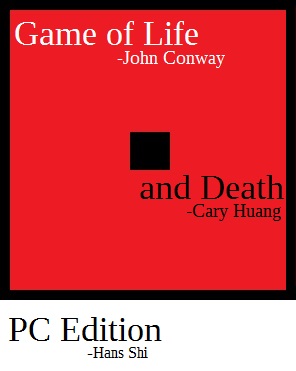 Game of Life
-John Conway
and Death
-Cary Huang
PC Edition
-Hans Shi